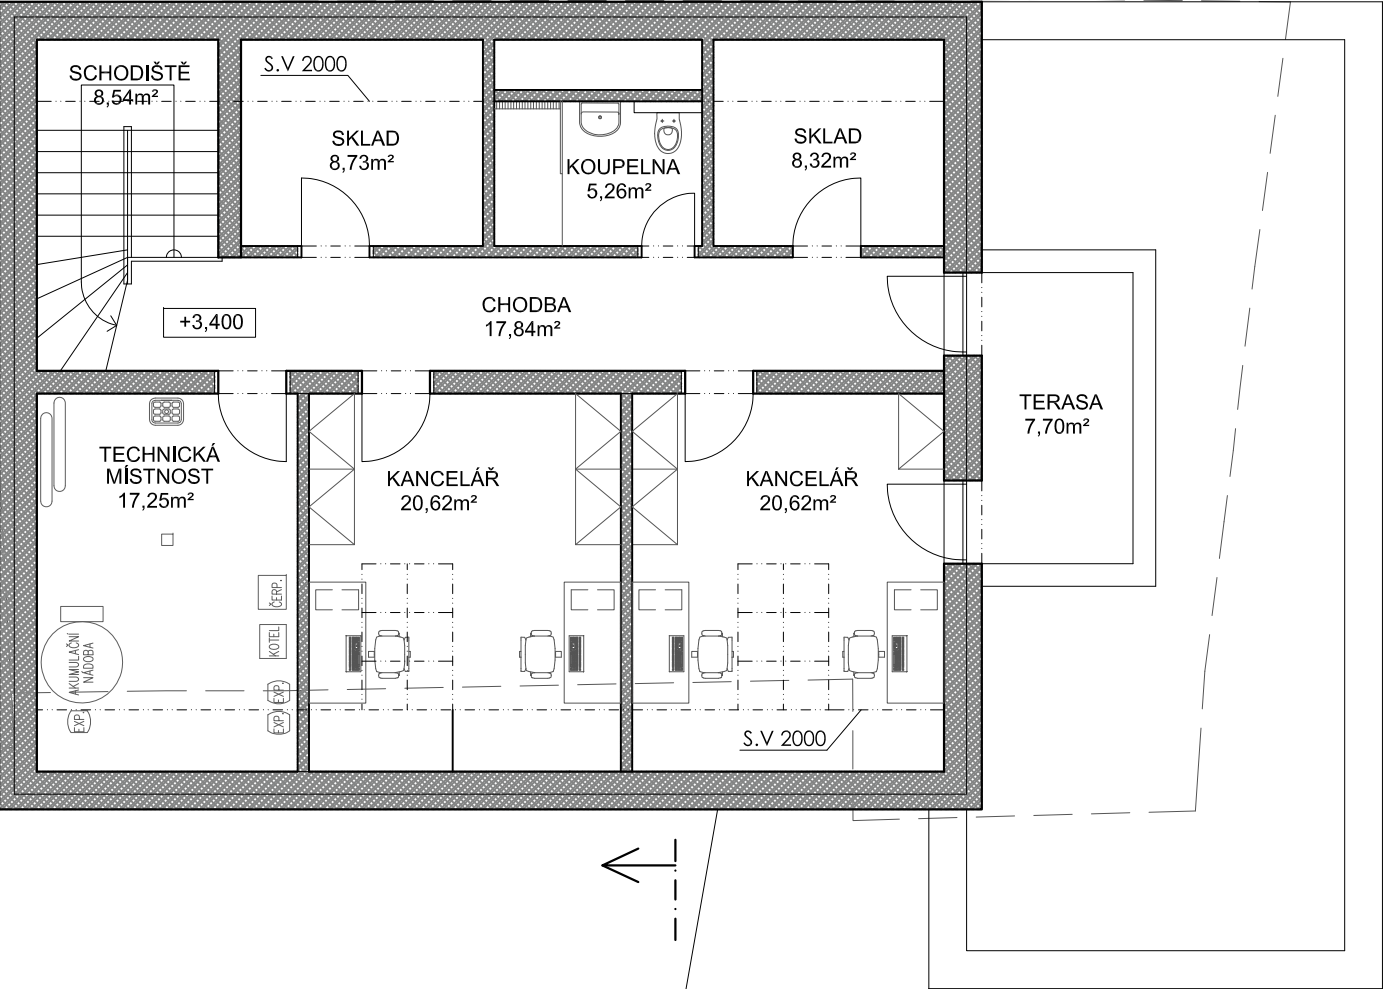 SCHODIŠTĚ
8,54m²
S.V 2000
SKLAD
8,73m²
KOUPELNA
5,26m²
SKLAD
8,32m²
+3,400
CHODBA
17,84m²
TERASA
7,70m²
TECHNICKÁ
MÍSTNOST
17,25m²
KANCELÁŘ
20,62m²
KANCELÁŘ
20,62m²
ČERP.
KOTEL
AKUMULAČNÍ
NÁDOBA
EXP.
EXP.
EXP.
S.V 2000